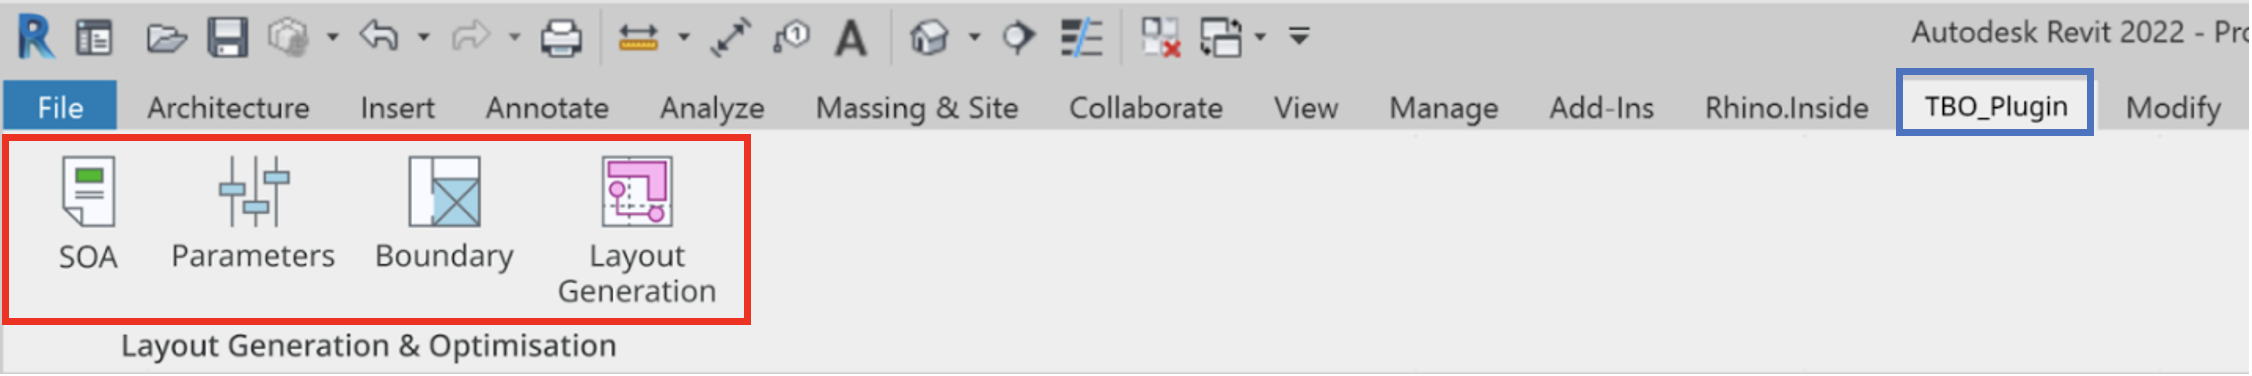 Autodesk Revit 2022 - Pro
File Architecture Insert Annotate Analyze Massing & Site Collaborate View Manage Add-Ins Rhino.Inside TBO_Plugin Modify
SOA Parameters Boundary Layout
Generation
Layout Generation & Optimisation